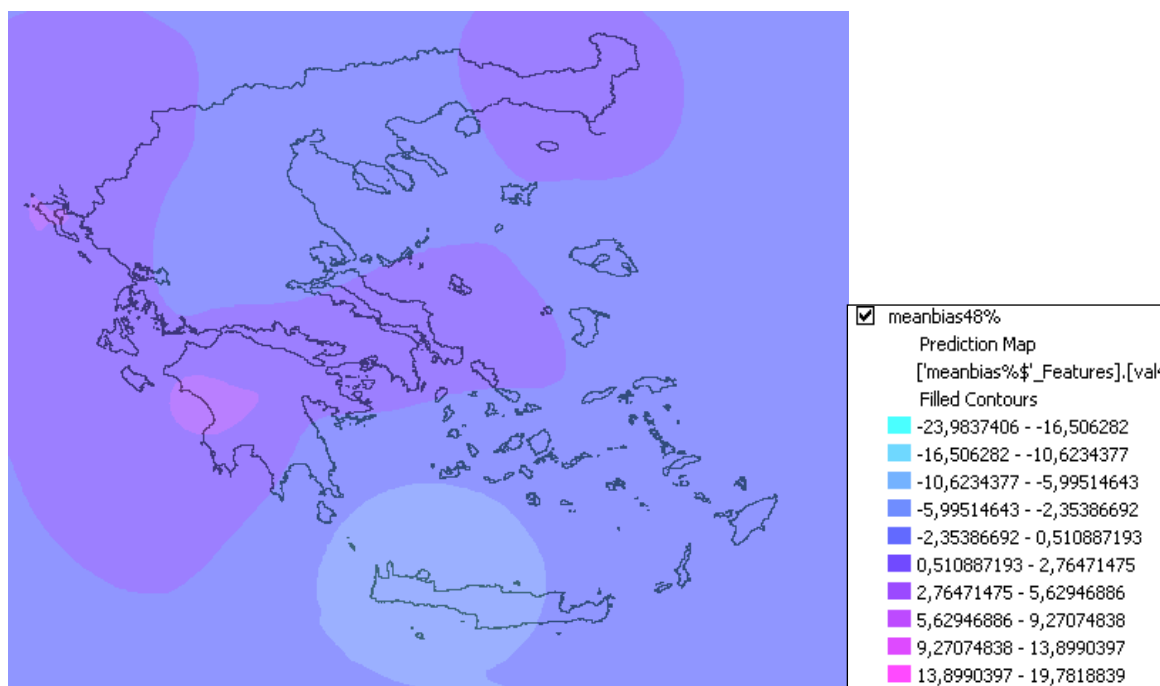 meanbias48%
Prediction Map
['meanbias%$'_Features].[val
Filled Contours
-23,9837406 - -16,506282
-16,506282 - -10,6234377
-10,6234377 - -5,99514643
-5,99514643 - -2,35386692
-2,35386692 - 0,510887193
0,510887193 - 2,76471475
2,76471475 - 5,62946886
5,62946886 - 9,27074838
9,27074838 - 13,8990397
13,8990397 - 19,7818839